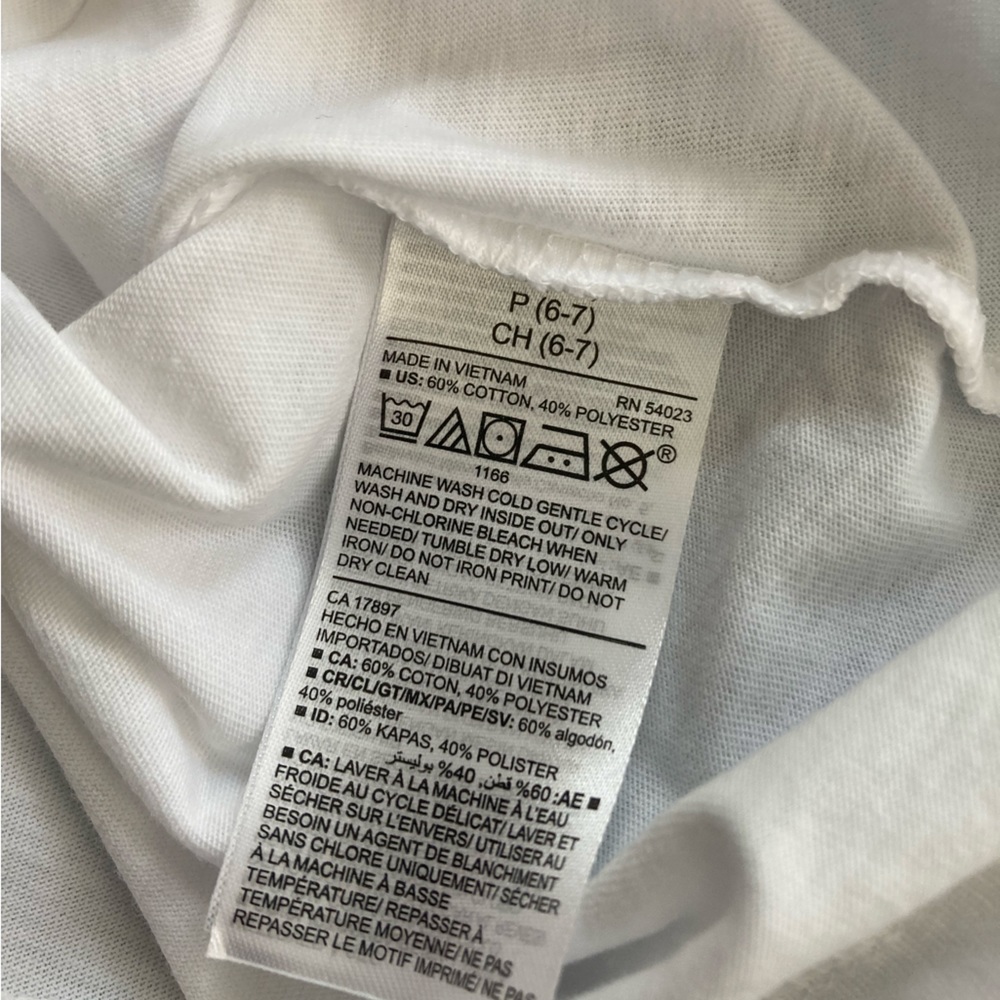 P (6-7)
CH (6-7)
MADE IN VIETNAM
RN 54023
■ US: 60% COTTON, 40% POLYESTER
30
®
1166
MACHINE WASH COLD GENTLE CYCLE/
WASH AND DRY INSIDE OUT/ ONLY
NON-CHLORINE BLEACH WHEN
NEEDED/ TUMBLE DRY LOW/ WARM
IRON/ DO NOT IRON PRINT/ DO NOT
DRY CLEAN
CA 17897
HECHO EN VIETNAM CON INSUMOS
IMPORTADOS/ DIBUAT DI VIETNAM
■ CA: 60% COTON, 40% POLYESTER
■ CR/CL/GT/MX/PA/PE/SV: 60% algodón,
40% poliéster
■ ID: 60% KAPAS, 40% POLISTER
■ AE: 60% قطن, 40% بوليستر
■ CA: LAVER À LA MACHINE À L'EAU
FROIDE AU CYCLE DÉLICAT/ LAVER ET
SÉCHER SUR L'ENVERS/ UTILISER AU
BESOIN UN AGENT DE BLANCHIMENT
SANS CHLORE UNIQUEMENT/ SÉCHER
À LA MACHINE À BASSE
TEMPÉRATURE/ REPASSER À
TEMPÉRATURE MOYENNE/ NE PAS
REPASSER LE MOTIF IMPRIMÉ/ NE PAS